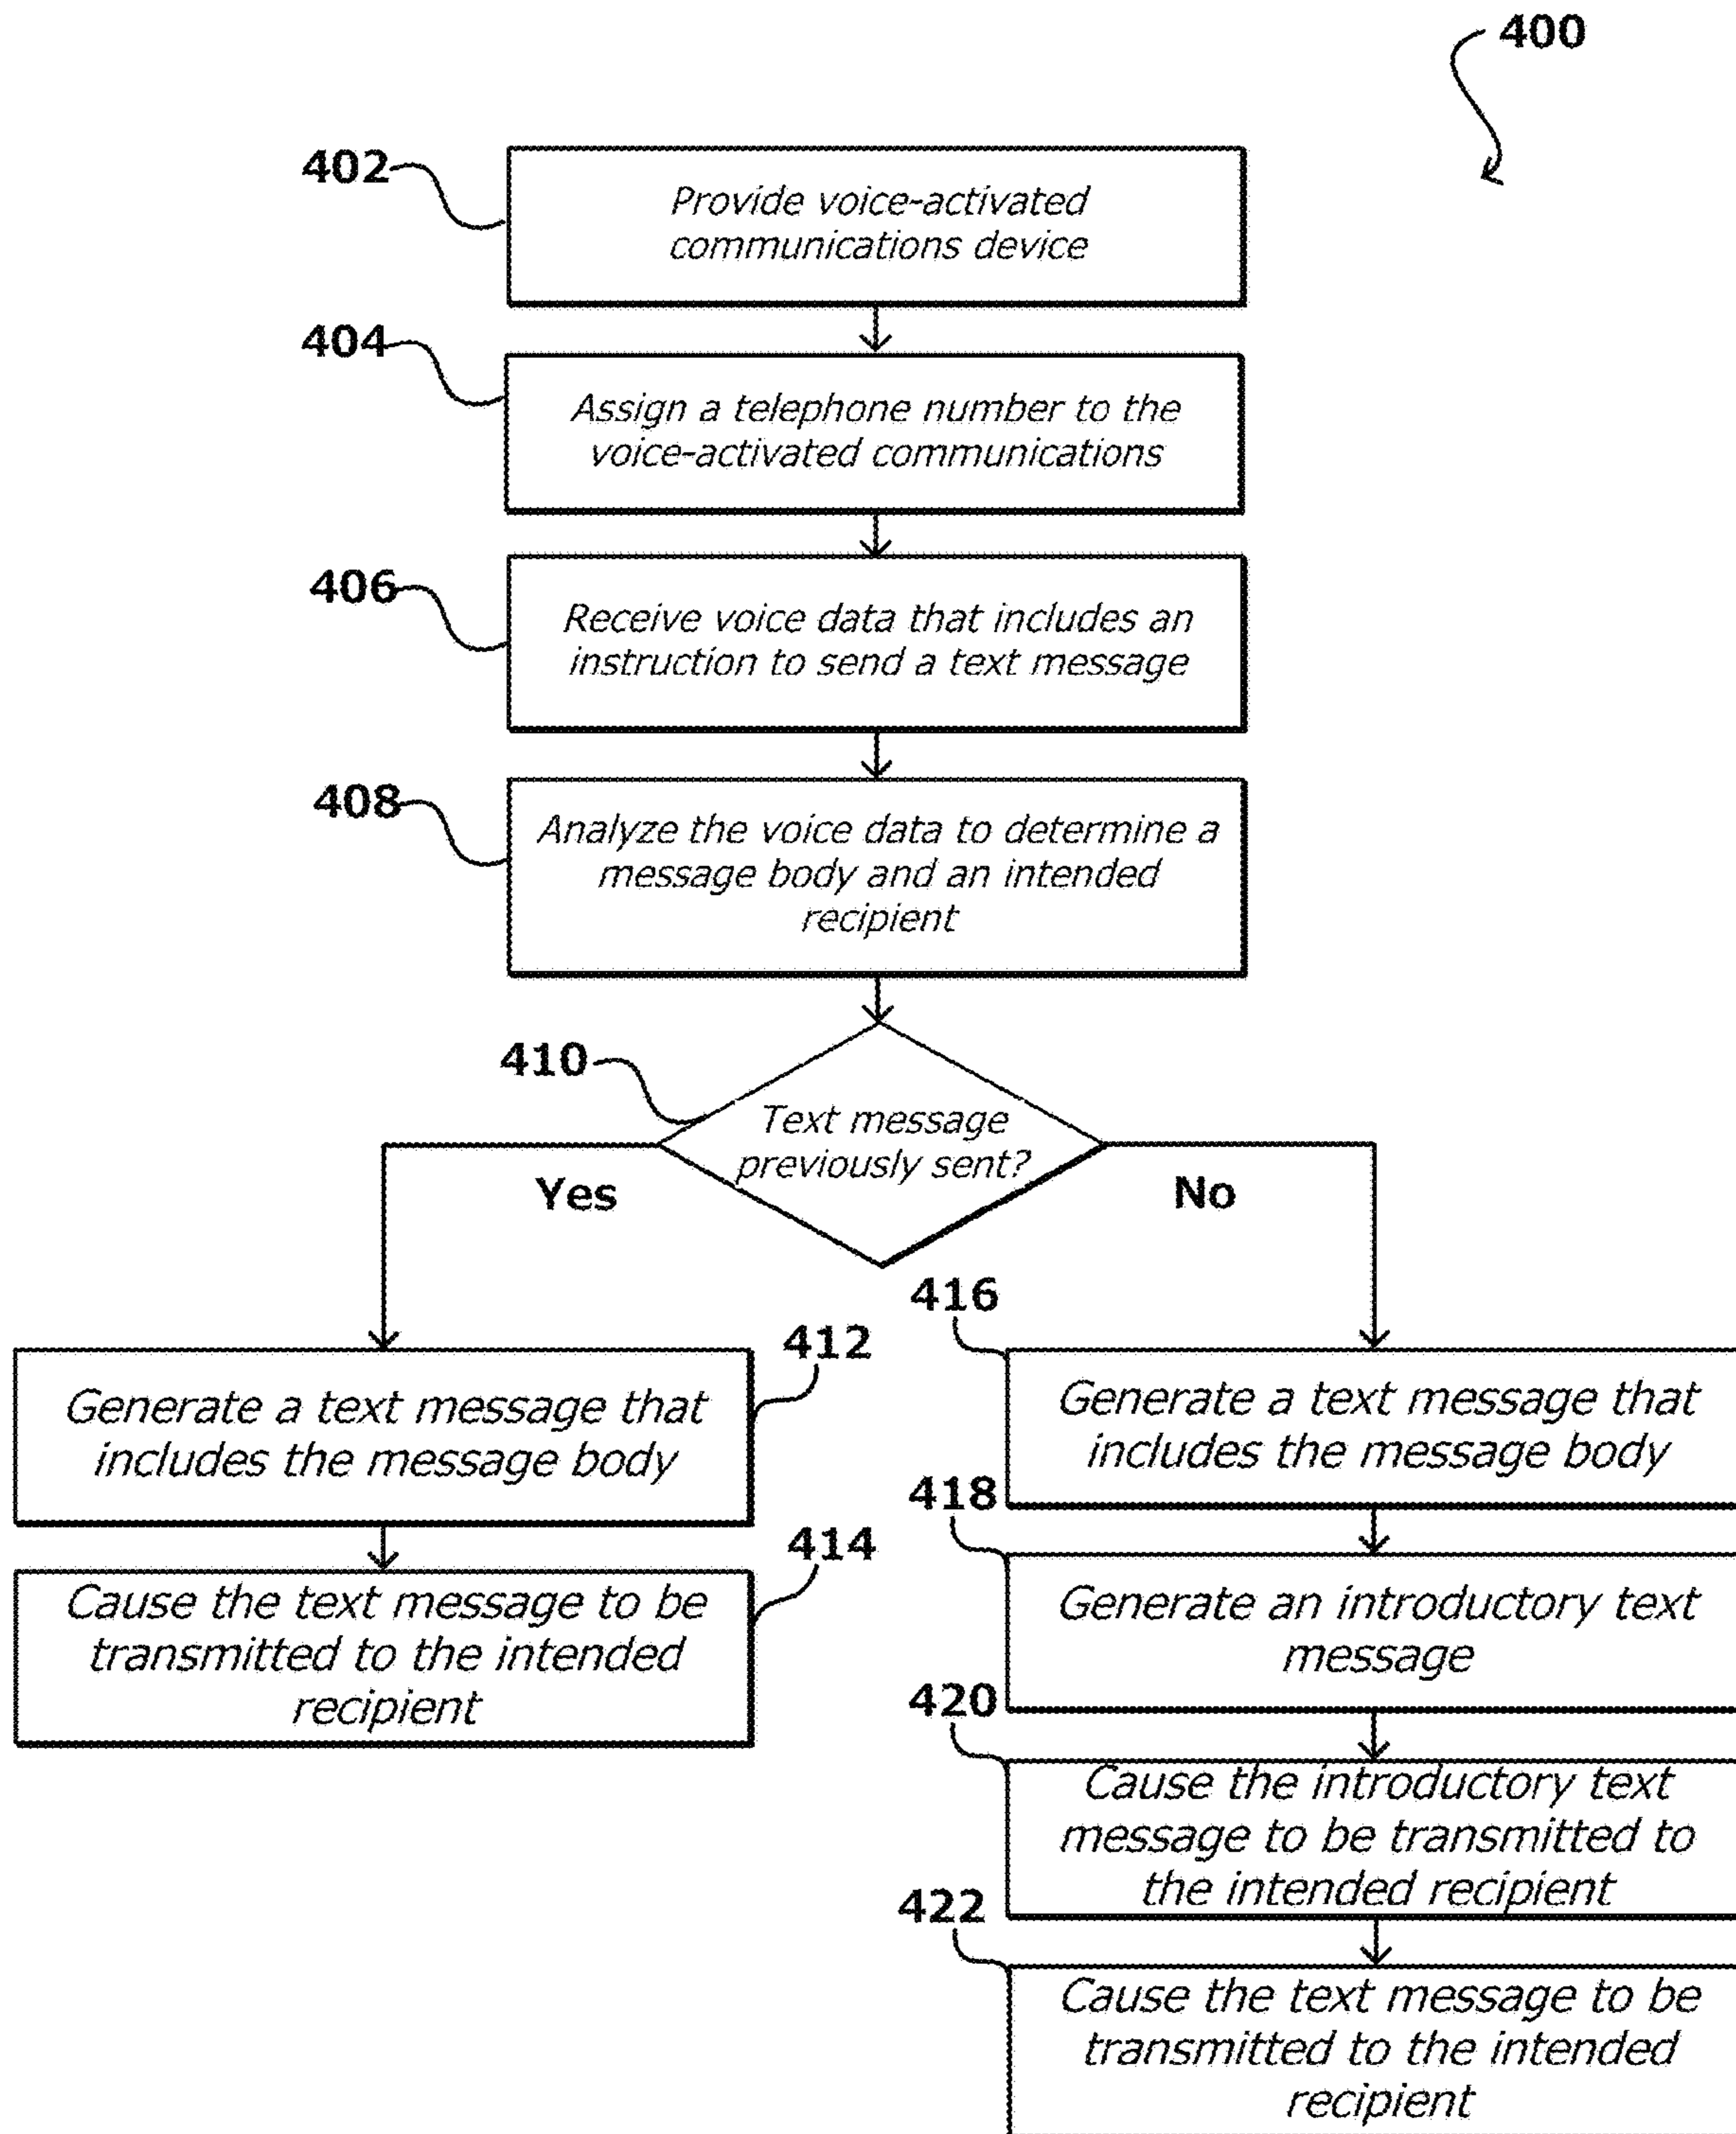 400
402
Provide voice-activated
communications device
404
Assign a telephone number to the
voice-activated communications
406
Receive voice data that includes an
instruction to send a text message
408
Analyze the voice data to determine a
message body and an intended
recipient
410
Text message
previously sent?
Yes
No
412
Generate a text message that
includes the message body
414
Cause the text message to be
transmitted to the intended
recipient
416
Generate a text message that
includes the message body
418
Generate an introductory text
message
420
Cause the introductory text
message to be transmitted to
the intended recipient
422
Cause the text message to be
transmitted to the intended
recipient